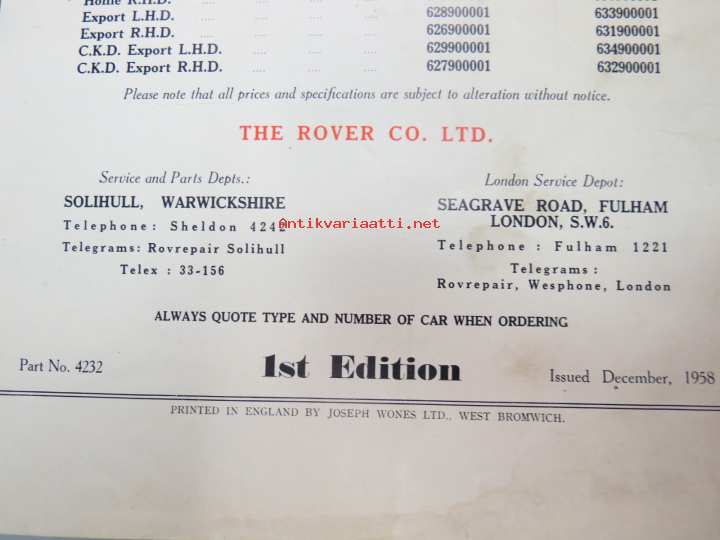 Home R.H.D. .... .... ....
Export L.H.D. .... .... .... 628900001 633900001
Export R.H.D. .... .... .... 626900001 631900001
C.K.D. Export L.H.D. .... .... .... 629900001 634900001
C.K.D. Export R.H.D. .... .... .... 627900001 632900001
Please note that all prices and specifications are subject to alteration without notice.
THE ROVER CO. LTD.
Service and Parts Depts.:
SOLIHULL, WARWICKSHIRE
Telephone: Sheldon 4242
Telegrams: Rovrepair Solihull
Telex : 33-156
London Service Depot:
SEAGRAVE ROAD, FULHAM
LONDON, S.W.6.
Telephone : Fulham 1221
Telegrams :
Rovrepair, Wesphone, London
Antikvariaatti.net
ALWAYS QUOTE TYPE AND NUMBER OF CAR WHEN ORDERING
Part No. 4232 1st Edition Issued December, 1958
PRINTED IN ENGLAND BY JOSEPH WONES LTD., WEST BROMWICH.